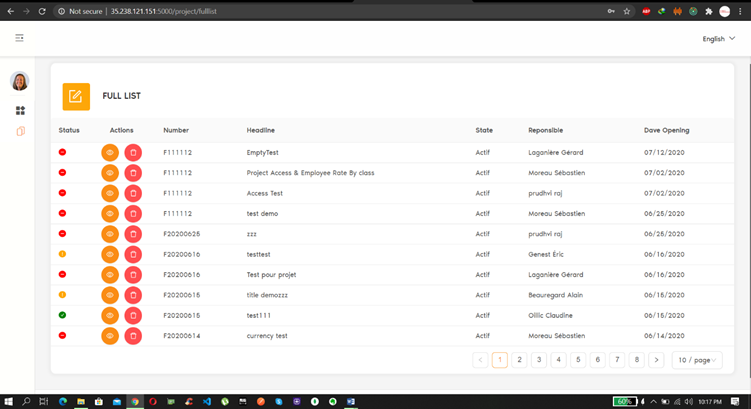 Not secure | 35.238.121.151:5000/project/fulllist
ABP
English
FULL LIST
Status Actions Number Headline State Reponsible Dave Opening
F111112 EmptyTest Actif Laganière Gérard 07/12/2020
F111112 Project Access & Employee Rate By class Actif Moreau Sébastien 07/02/2020
F111112 Access Test Actif prudhvi raj 07/02/2020
F111112 test demo Actif Moreau Sébastien 06/25/2020
F20200625 zzz Actif prudhvi raj 06/25/2020
F20200616 testtest Actif Genest Éric 06/16/2020
F20200616 Test pour projet Actif Laganière Gérard 06/16/2020
F20200615 title demozzz Actif Beauregard Alain 06/15/2020
F20200615 test111 Actif Ollic Claudine 06/15/2020
F20200614 currency test Actif Moreau Sébastien 06/14/2020
< 1 2 3 4 5 6 7 8 > 10 / page
60% 10:17 PM